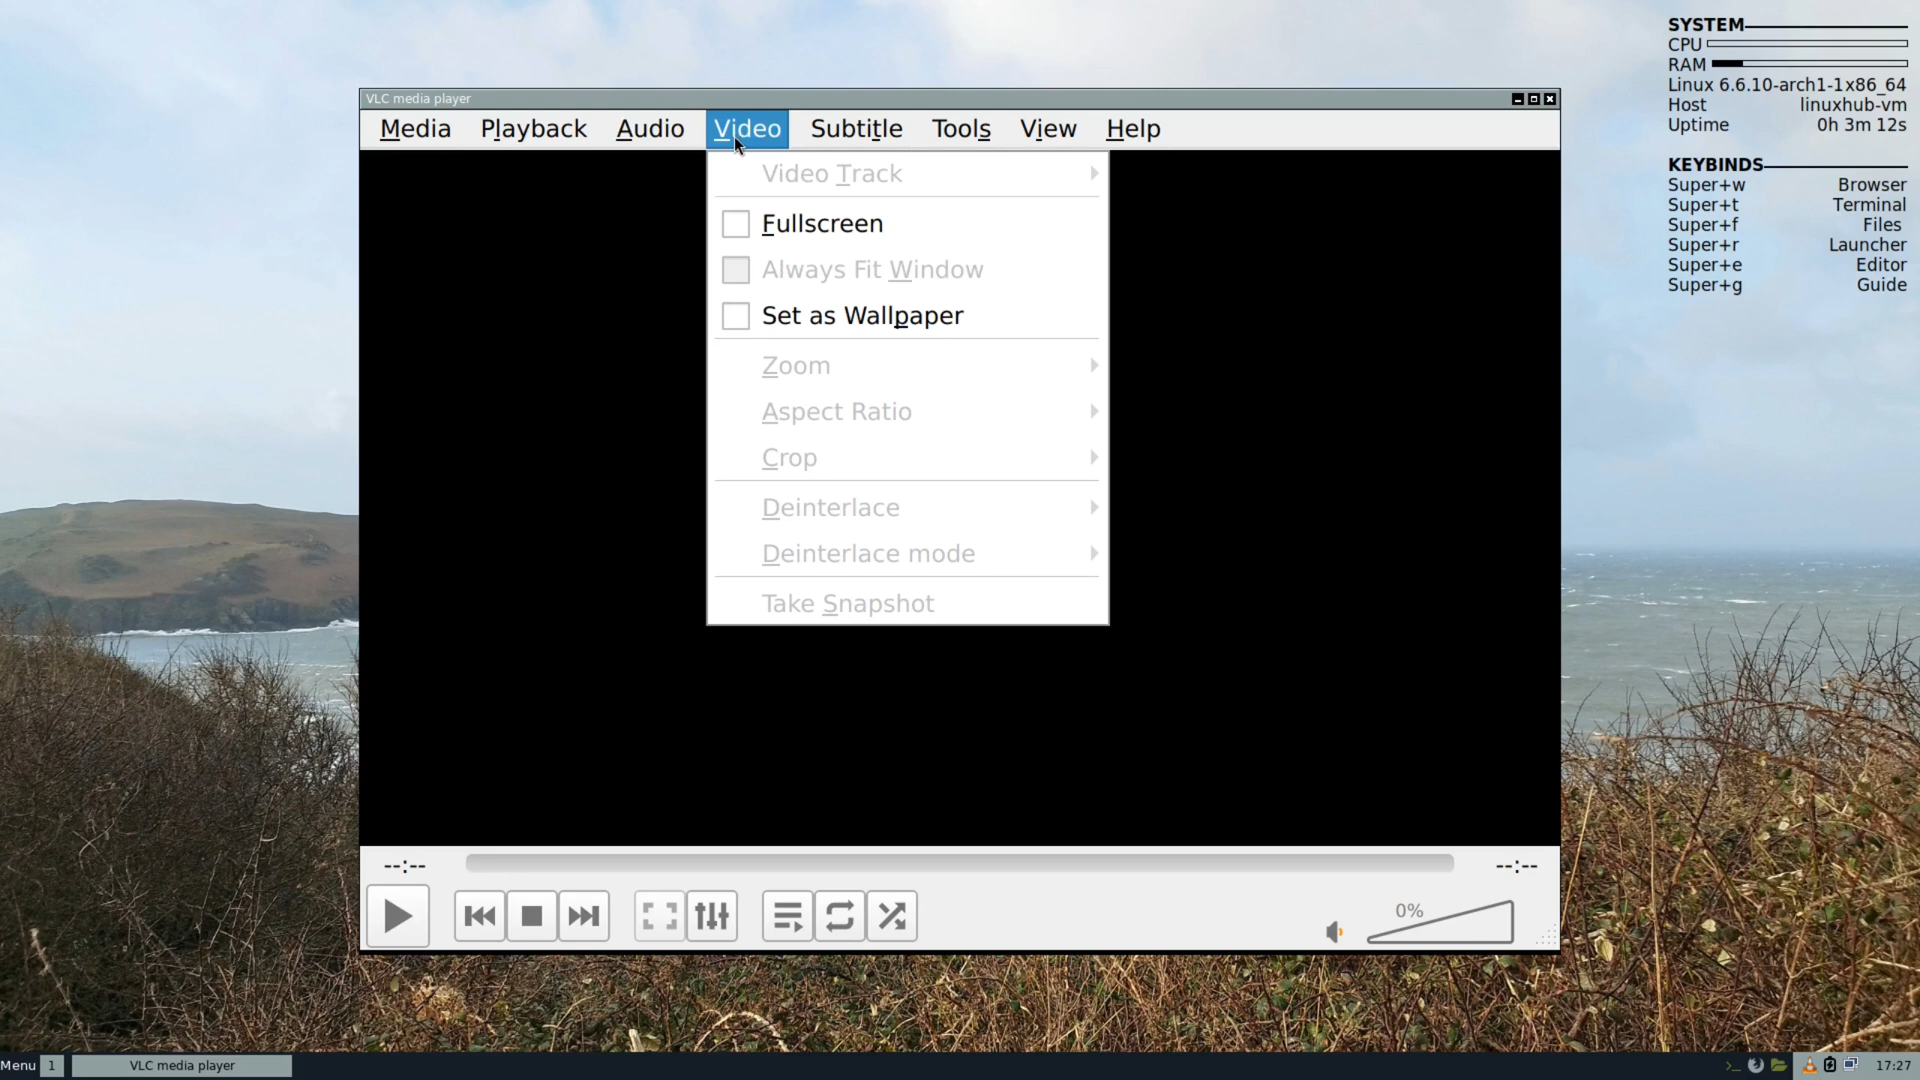 SYSTEM
CPU
RAM
Linux 6.6.10-arch1-1x86_64
Host linuxhub-vm
Uptime 0h 3m 12s
KEYBINDS
Super+w Browser
Super+t Terminal
Super+f Files
Super+r Launcher
Super+e Editor
Super+g Guide
VLC media player
Media Playback Audio Video Subtitle Tools View Help
Video Track
Fullscreen
Always Fit Window
Set as Wallpaper
Zoom
Aspect Ratio
Crop
Deinterlace
Deinterlace mode
Take Snapshot
--:-- --:--
0%
Menu 1 VLC media player 17:27